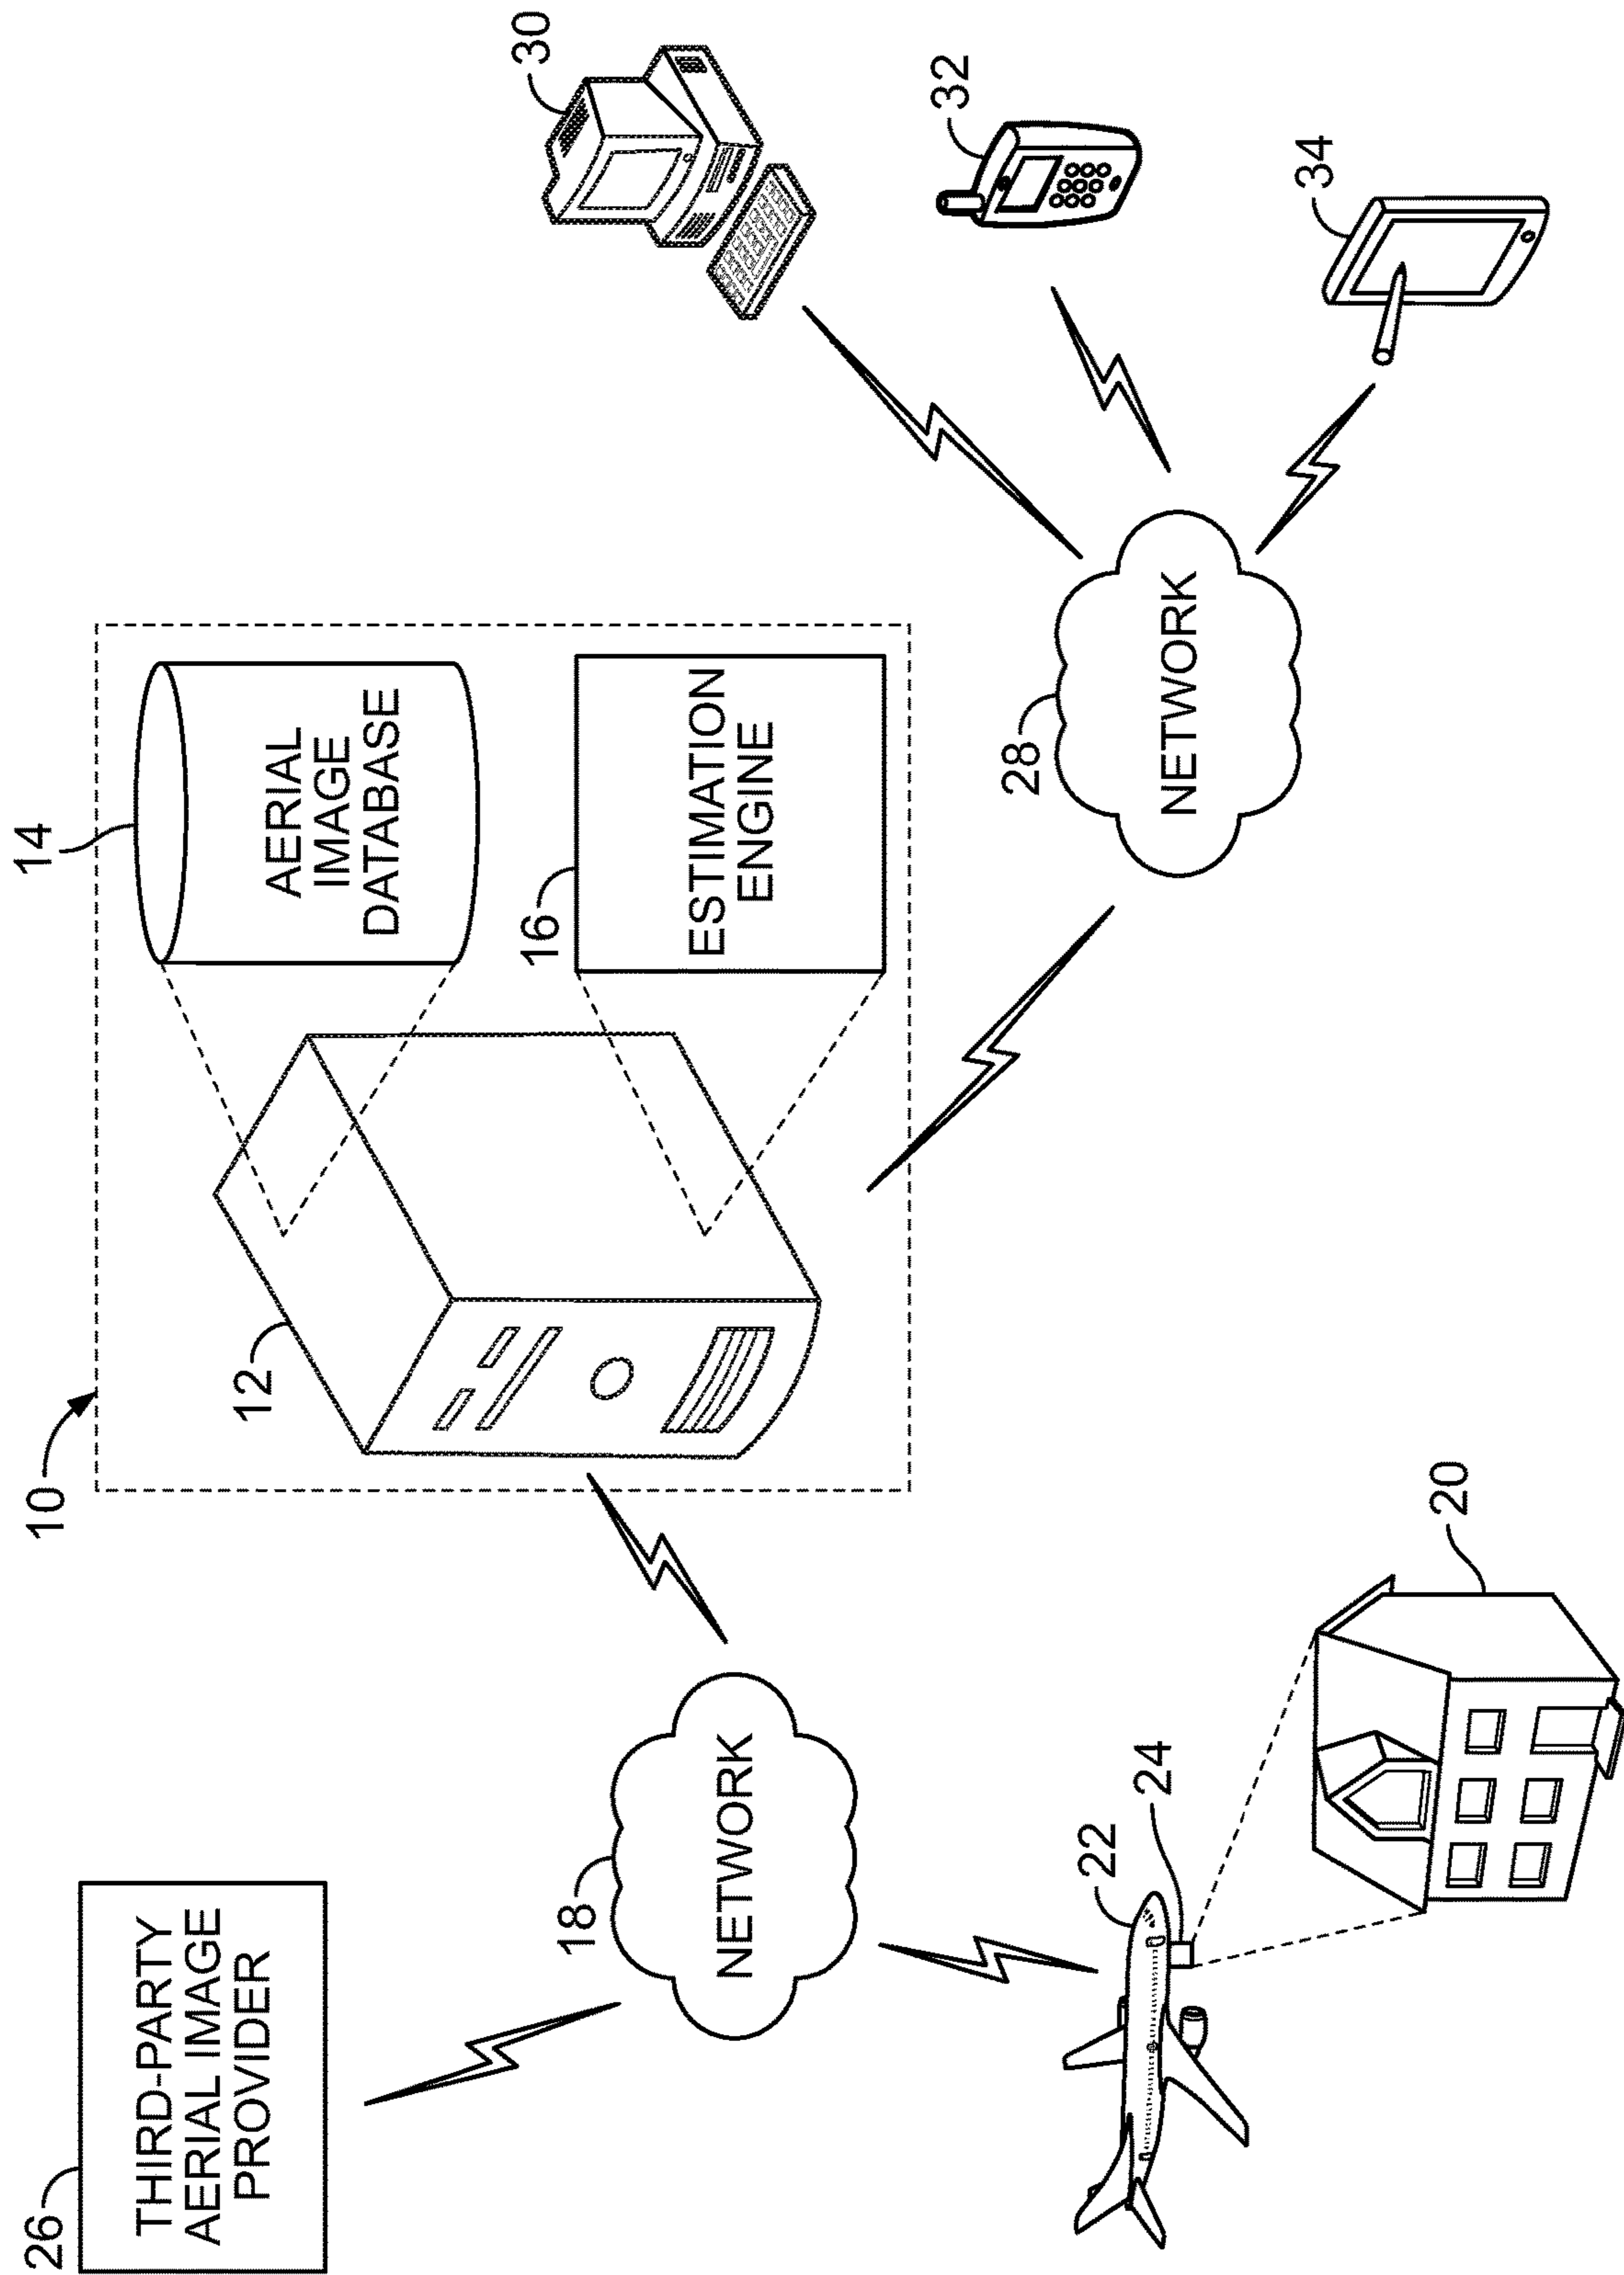 26
THIRD-PARTY
AERIAL IMAGE
PROVIDER
10
12
14
AERIAL
IMAGE
DATABASE
16
ESTIMATION
ENGINE
18
NETWORK
22
24
20
28
NETWORK
30
32
34